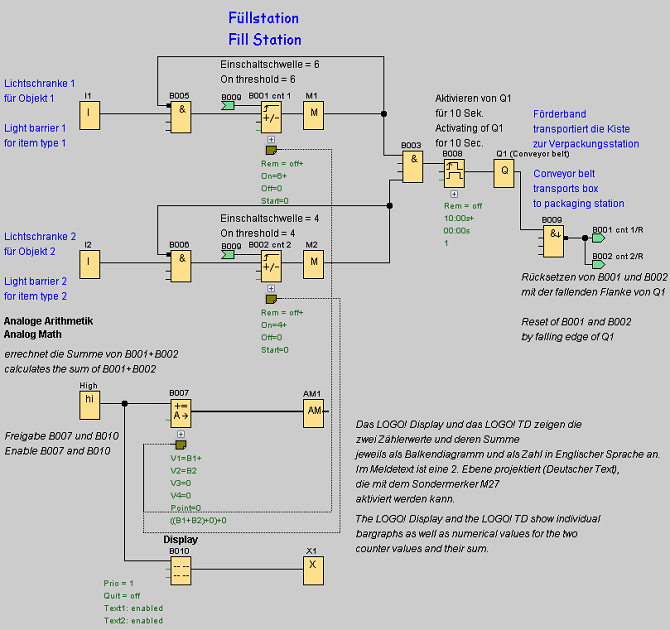 Füllstation
Fill Station
Einschaltschwelle = 6
On threshold = 6
Lichtschranke 1
für Objekt 1
Light barrier 1
for item type 1
I1
I
B005
&
B009
B001 cnt 1
+/-
M1
M
Rem = off+
On=6+
Off=0
Start=0
Aktivieren von Q1
für 10 Sek.
Activating of Q1
for 10 Sec.
B003
&
B008
Rem = off
10:00s+
00:00s
1
Q1 (Conveyor belt)
Q
Förderband
transportiert die Kiste
zur Verpackungsstation
Conveyor belt
transports box
to packaging station
B009
&↓
B001 cnt 1/R
B002 cnt 2/R
Rücksetzen von B001 und B002
mit der fallenden Flanke von Q1
Reset of B001 and B002
by falling edge of Q1
Einschaltschwelle = 4
On threshold = 4
Lichtschranke 2
für Objekt 2
Light barrier 2
for item type 2
I2
I
B006
&
B009
B002 cnt 2
+/-
M2
M
Rem = off+
On=4+
Off=0
Start=0
Analoge Arithmetik
Analog Math
errechnet die Summe von B001+B002
calculates the sum of B001+B002
High
hi
B007
+=
A→
AM1
AM
Freigabe B007 und B010
Enable B007 and B010
V1=B1+
V2=B2
V3=0
V4=0
Point=0
((B1+B2)+0)+0
Das LOGO! Display und das LOGO! TD zeigen die
zwei Zählerwerte und deren Summe
jeweils als Balkendiagramm und als Zahl in Englischer Sprache an.
Im Meldetext ist eine 2. Ebene projektiert (Deutscher Text),
die mit dem Sondermerker M27
aktiviert werden kann.
The LOGO! Display and the LOGO! TD show individual
bargraphs as well as numerical values for the two
counter values and their sum.
Display
B010
X1
X
Prio = 1
Quit = off
Text1: enabled
Text2: enabled